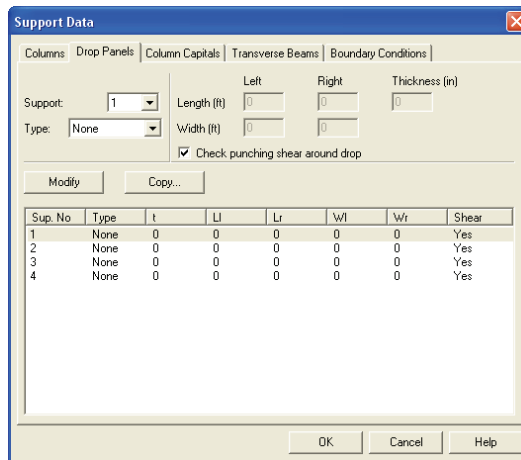 Support Data
Columns Drop Panels Column Capitals Transverse Beams Boundary Conditions
Left Right Thickness (in)
Support: 1 Length (ft) 0 0 0
Type: None Width (ft) 0 0
Check punching shear around drop
Modify Copy...
Sup. No Type t Ll Lr Wl Wr Shear
1 None 0 0 0 0 0 Yes
2 None 0 0 0 0 0 Yes
3 None 0 0 0 0 0 Yes
4 None 0 0 0 0 0 Yes
OK Cancel Help